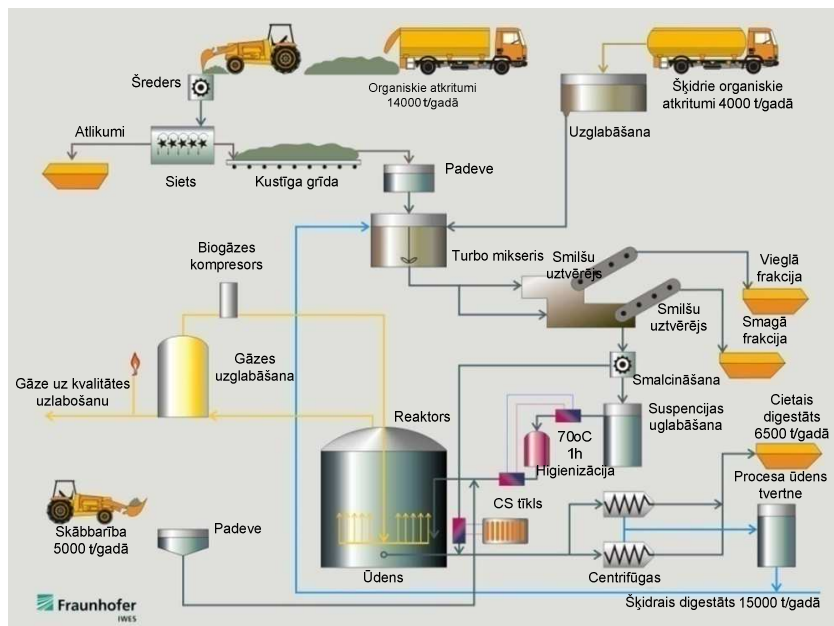 Šreders
Organiskie atkritumi
14000 t/gadā
Šķidrie organiskie
atkritumi 4000 t/gadā
Uzglabāšana
Atlikumi
Siets
Kustīga grīda
Padeve
Turbo mikseris
Smilšu
uztvērējs
Vieglā
frakcija
Biogāzes
kompresors
Smilšu
uztvērējs
Smagā
frakcija
Gāzes
uzglabāšana
Smalcināšana
Gāze uz kvalitātes
uzlabošanu
Reaktors
Suspencijas
uglabāšana
Cietais
digestāts
6500 t/gadā
70oC
1h
Higienizācija
Procesa ūdens
tvertne
CS tīkls
Skābbarība
5000 t/gadā
Padeve
Ūdens
Centrifūgas
Šķidrais digestāts 15000 t/gadā
Fraunhofer
IWES